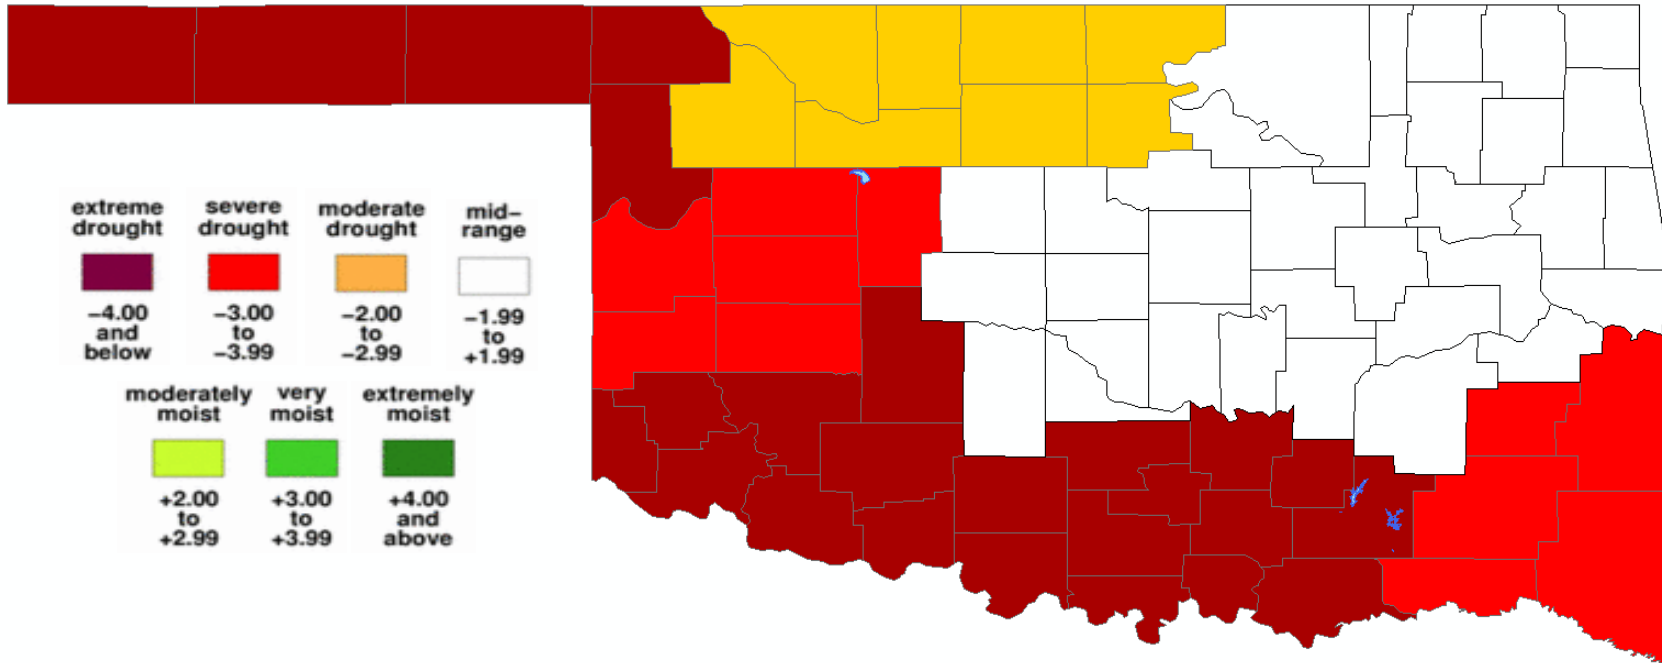 extreme drought
severe drought
moderate drought
mid-range
-4.00 and below
-3.00 to -3.99
-2.00 to -2.99
-1.99 to +1.99
moderately moist
very moist
extremely moist
+2.00 to +2.99
+3.00 to +3.99
+4.00 and above